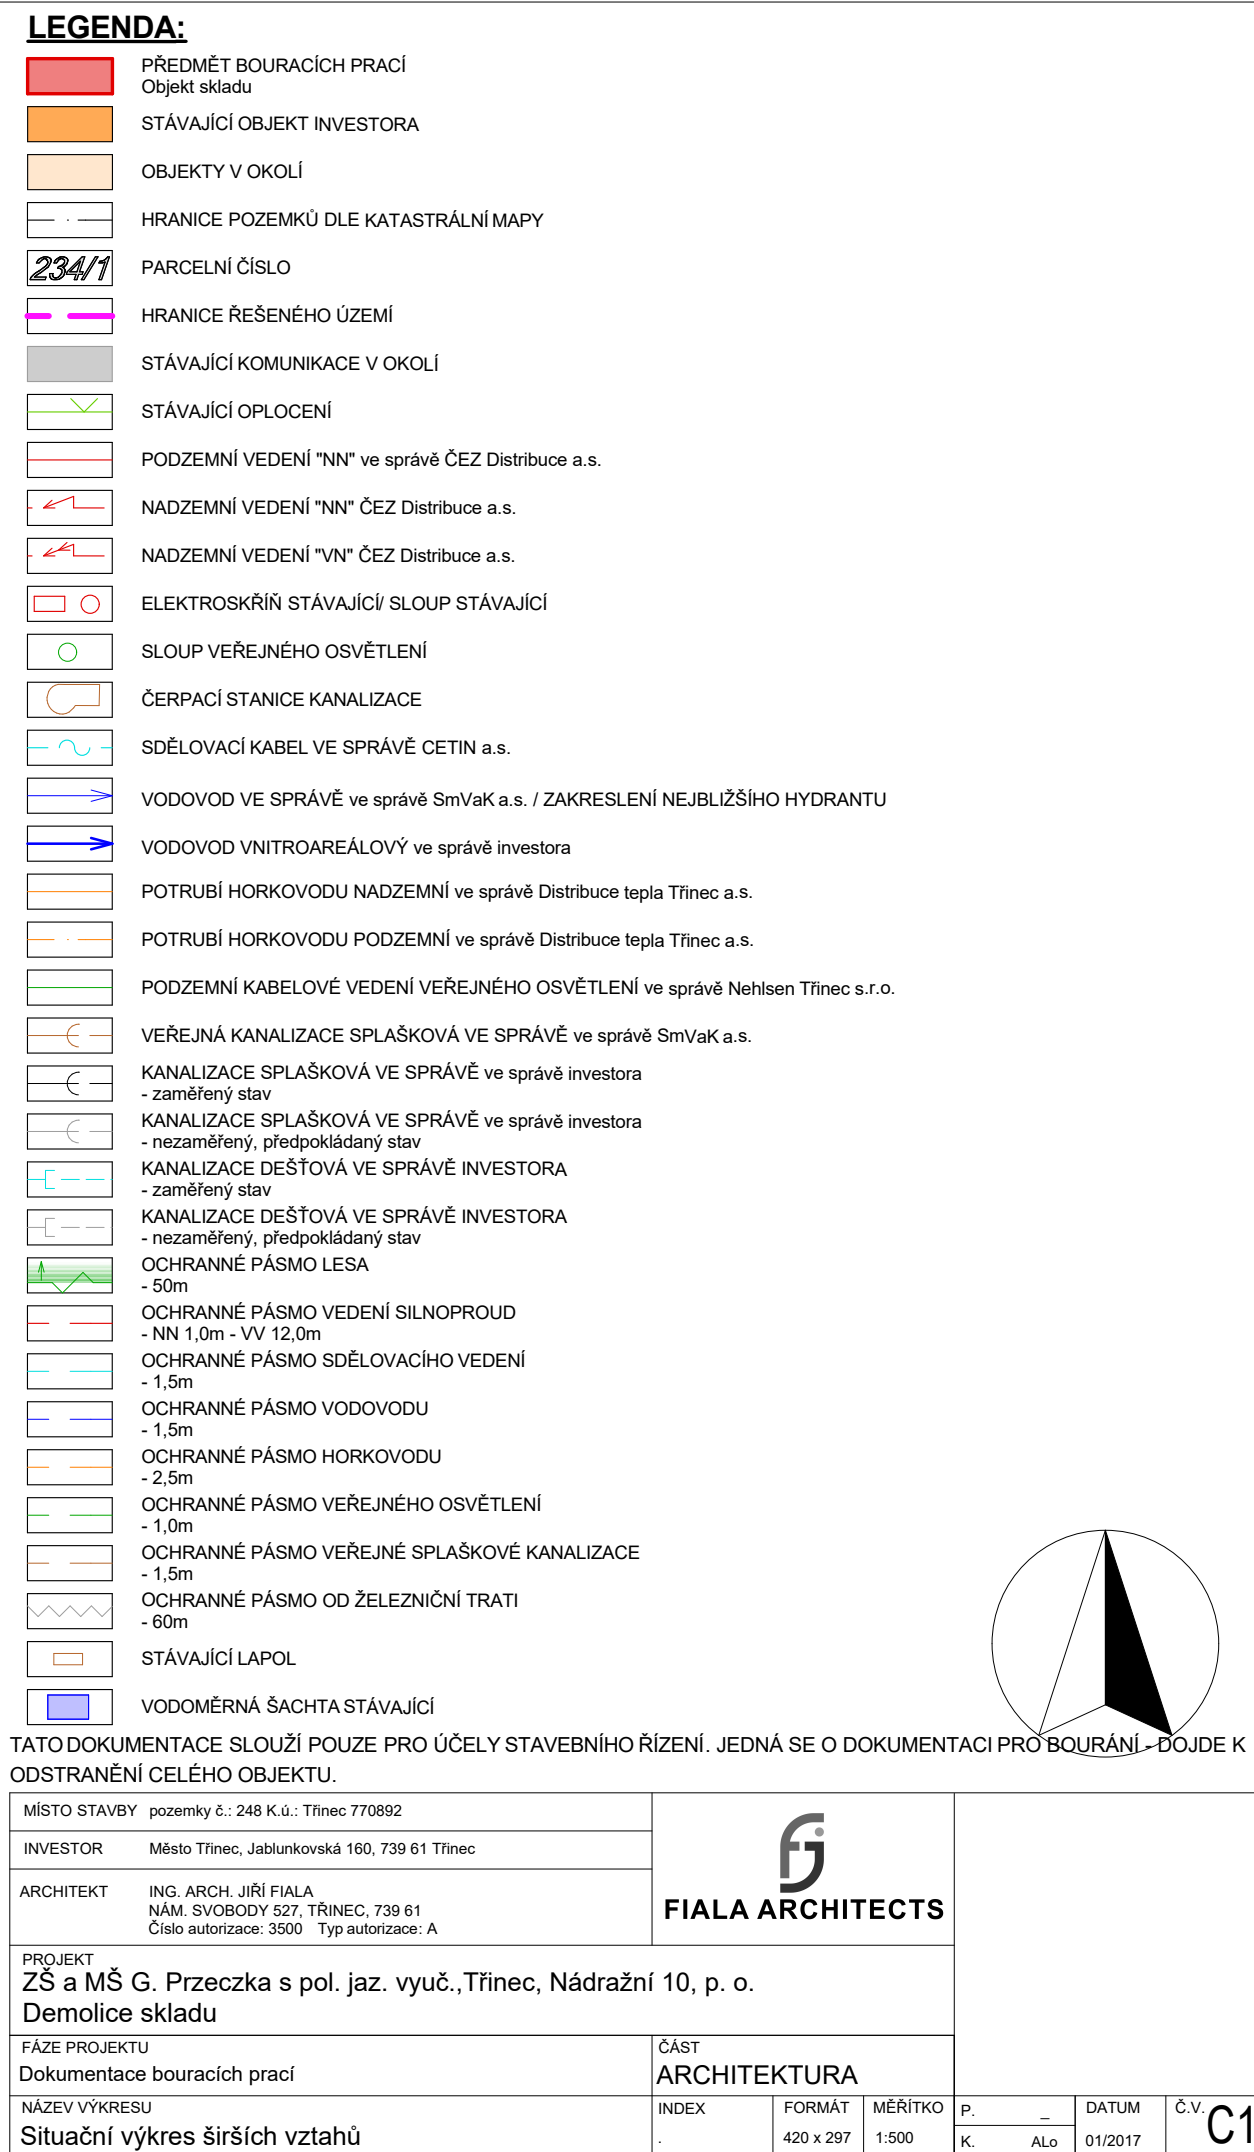 LEGENDA:
PŘEDMĚT BOURACÍCH PRACÍ
Objekt skladu
STÁVAJÍCÍ OBJEKT INVESTORA
OBJEKTY V OKOLÍ
HRANICE POZEMKŮ DLE KATASTRÁLNÍ MAPY
234/1 PARCELNÍ ČÍSLO
HRANICE ŘEŠENÉHO ÚZEMÍ
STÁVAJÍCÍ KOMUNIKACE V OKOLÍ
STÁVAJÍCÍ OPLOCENÍ
PODZEMNÍ VEDENÍ "NN" ve správě ČEZ Distribuce a.s.
NADZEMNÍ VEDENÍ "NN" ČEZ Distribuce a.s.
NADZEMNÍ VEDENÍ "VN" ČEZ Distribuce a.s.
ELEKTROSKŘÍŇ STÁVAJÍCÍ/ SLOUP STÁVAJÍCÍ
SLOUP VEŘEJNÉHO OSVĚTLENÍ
ČERPACÍ STANICE KANALIZACE
SDĚLOVACÍ KABEL VE SPRÁVĚ CETIN a.s.
VODOVOD VE SPRÁVĚ ve správě SmVaK a.s. / ZAKRESLENÍ NEJBLIŽŠÍHO HYDRANTU
VODOVOD VNITROAREÁLOVÝ ve správě investora
POTRUBÍ HORKOVODU NADZEMNÍ ve správě Distribuce tepla Třinec a.s.
POTRUBÍ HORKOVODU PODZEMNÍ ve správě Distribuce tepla Třinec a.s.
PODZEMNÍ KABELOVÉ VEDENÍ VEŘEJNÉHO OSVĚTLENÍ ve správě Nehlsen Třinec s.r.o.
VEŘEJNÁ KANALIZACE SPLAŠKOVÁ VE SPRÁVĚ ve správě SmVaK a.s.
KANALIZACE SPLAŠKOVÁ VE SPRÁVĚ ve správě investora
- zaměřený stav
KANALIZACE SPLAŠKOVÁ VE SPRÁVĚ ve správě investora
- nezaměřený, předpokládaný stav
KANALIZACE DEŠŤOVÁ VE SPRÁVĚ INVESTORA
- zaměřený stav
KANALIZACE DEŠŤOVÁ VE SPRÁVĚ INVESTORA
- nezaměřený, předpokládaný stav
OCHRANNÉ PÁSMO LESA
- 50m
OCHRANNÉ PÁSMO VEDENÍ SILNOPROUD
- NN 1,0m - VV 12,0m
OCHRANNÉ PÁSMO SDĚLOVACÍHO VEDENÍ
- 1,5m
OCHRANNÉ PÁSMO VODOVODU
- 1,5m
OCHRANNÉ PÁSMO HORKOVODU
- 2,5m
OCHRANNÉ PÁSMO VEŘEJNÉHO OSVĚTLENÍ
- 1,0m
OCHRANNÉ PÁSMO VEŘEJNÉ SPLAŠKOVÉ KANALIZACE
- 1,5m
OCHRANNÉ PÁSMO OD ŽELEZNIČNÍ TRATI
- 60m
STÁVAJÍCÍ LAPOL
VODOMĚRNÁ ŠACHTA STÁVAJÍCÍ
TATO DOKUMENTACE SLOUŽÍ POUZE PRO ÚČELY STAVEBNÍHO ŘÍZENÍ. JEDNÁ SE O DOKUMENTACI PRO BOURÁNÍ - DOJDE K
ODSTRANĚNÍ CELÉHO OBJEKTU.
MÍSTO STAVBY pozemky č.: 248 K.ú.: Třinec 770892
INVESTOR Město Třinec, Jablunkovská 160, 739 61 Třinec
ARCHITEKT ING. ARCH. JIŘÍ FIALA
NÁM. SVOBODY 527, TŘINEC, 739 61
Číslo autorizace: 3500 Typ autorizace: A
FIALA ARCHITECTS
PROJEKT
ZŠ a MŠ G. Przeczka s pol. jaz. vyuč.,Třinec, Nádražní 10, p. o.
Demolice skladu
FÁZE PROJEKTU
Dokumentace bouracích prací
ČÁST
ARCHITEKTURA
NÁZEV VÝKRESU
Situační výkres širších vztahů
INDEX
.
FORMÁT
420 x 297
MĚŘÍTKO
1:500
P. _
K. ALo
DATUM
01/2017
Č.V. C1